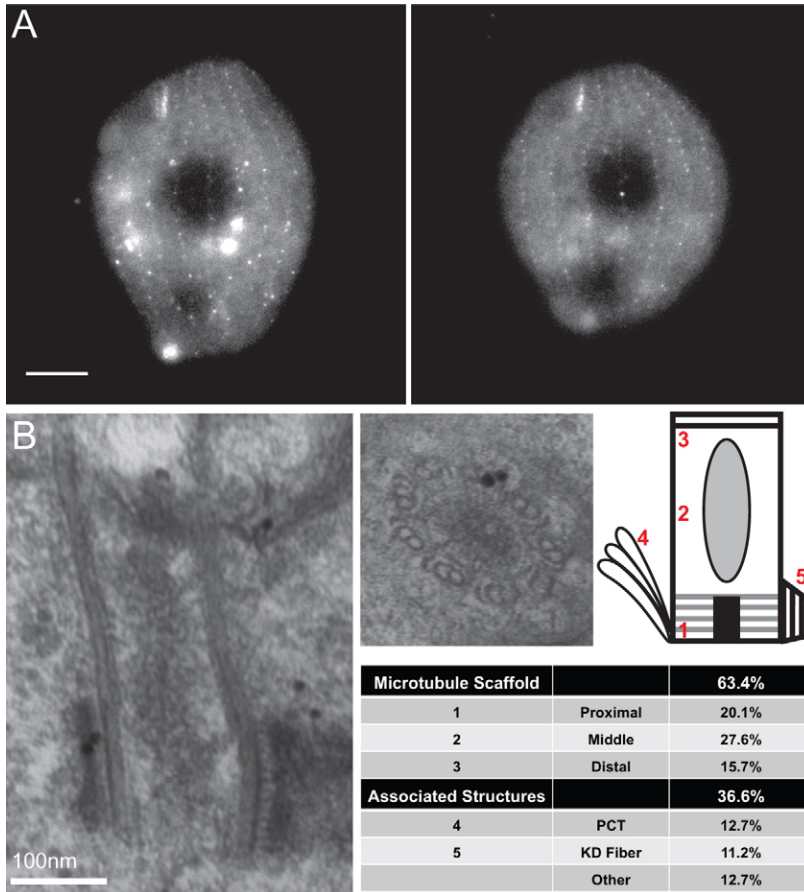 A
B
100nm
3
2
4
5
1
Microtubule Scaffold 63.4%
1 Proximal 20.1%
2 Middle 27.6%
3 Distal 15.7%
Associated Structures 36.6%
4 PCT 12.7%
5 KD Fiber 11.2%
Other 12.7%